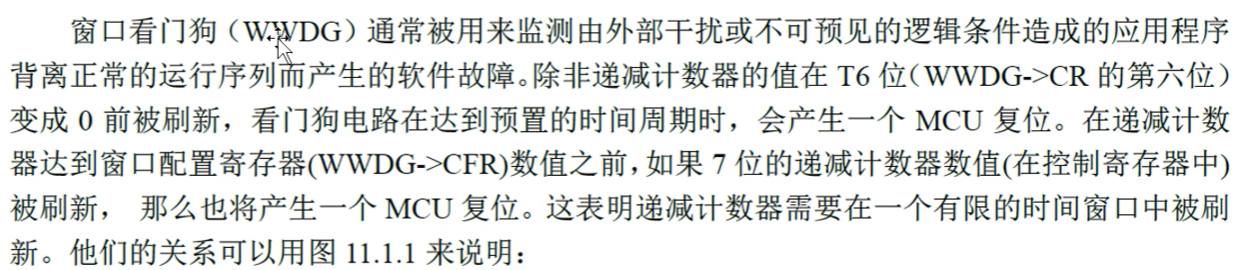 窗口看门狗（WWDG）通常被用来监测由外部干扰或不可预见的逻辑条件造成的应用程序
背离正常的运行序列而产生的软件故障。除非递减计数器的值在 T6 位（WWDG->CR 的第六位）
变成 0 前被刷新，看门狗电路在达到预置的时间周期时，会产生一个 MCU 复位。在递减计数
器达到窗口配置寄存器(WWDG->CFR)数值之前，如果 7 位的递减计数器数值(在控制寄存器中)
被刷新， 那么也将产生一个 MCU 复位。这表明递减计数器需要在一个有限的时间窗口中被刷
新。他们的关系可以用图 11.1.1 来说明：